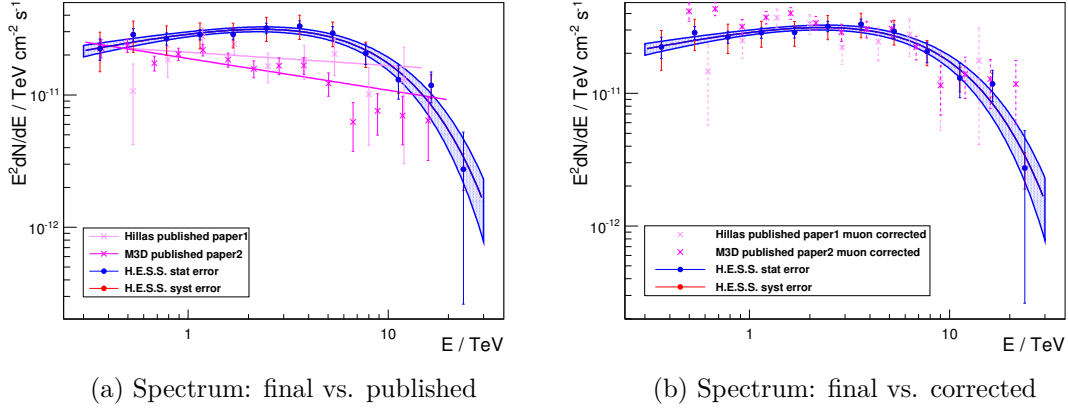 E²dN/dE / TeV cm⁻² s⁻¹
10⁻¹¹
10⁻¹²
Hillas published paper1
M3D published paper2
H.E.S.S. stat error
H.E.S.S. syst error
1
10
E / TeV
(a) Spectrum: final vs. published
E²dN/dE / TeV cm⁻² s⁻¹
10⁻¹¹
10⁻¹²
Hillas published paper1 muon corrected
M3D published paper2 muon corrected
H.E.S.S. stat error
H.E.S.S. syst error
1
10
E / TeV
(b) Spectrum: final vs. corrected